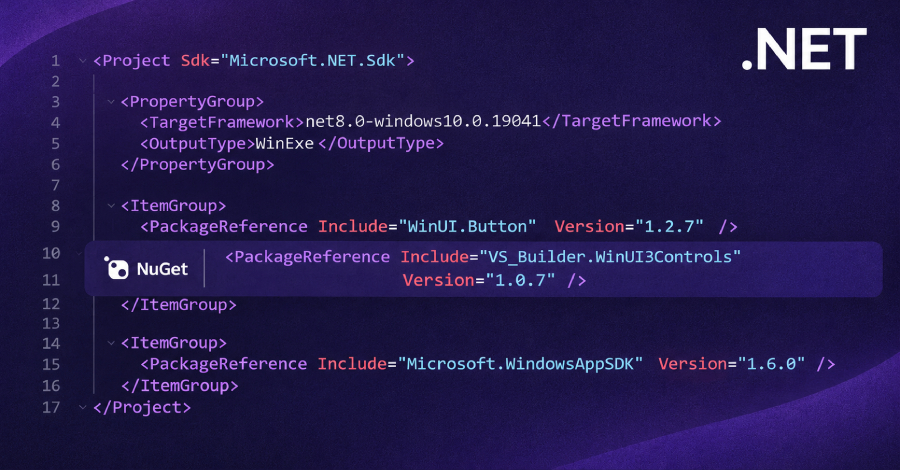 .NET
1 <Project Sdk="Microsoft.NET.Sdk">
2
3 <PropertyGroup>
4 <TargetFramework>net8.0-windows10.0.19041</TargetFramework>
5 <OutputType>WinExe</OutputType>
6 </PropertyGroup>
7
8 <ItemGroup>
9 <PackageReference Include="WinUI.Button" Version="1.2.7" />
10 <PackageReference Include="VS_Builder.WinUI3Controls"
NuGet
11 Version="1.0.7" />
12 </ItemGroup>
13
14 <ItemGroup>
15 <PackageReference Include="Microsoft.WindowsAppSDK" Version="1.6.0" />
16 </ItemGroup>
17 </Project>